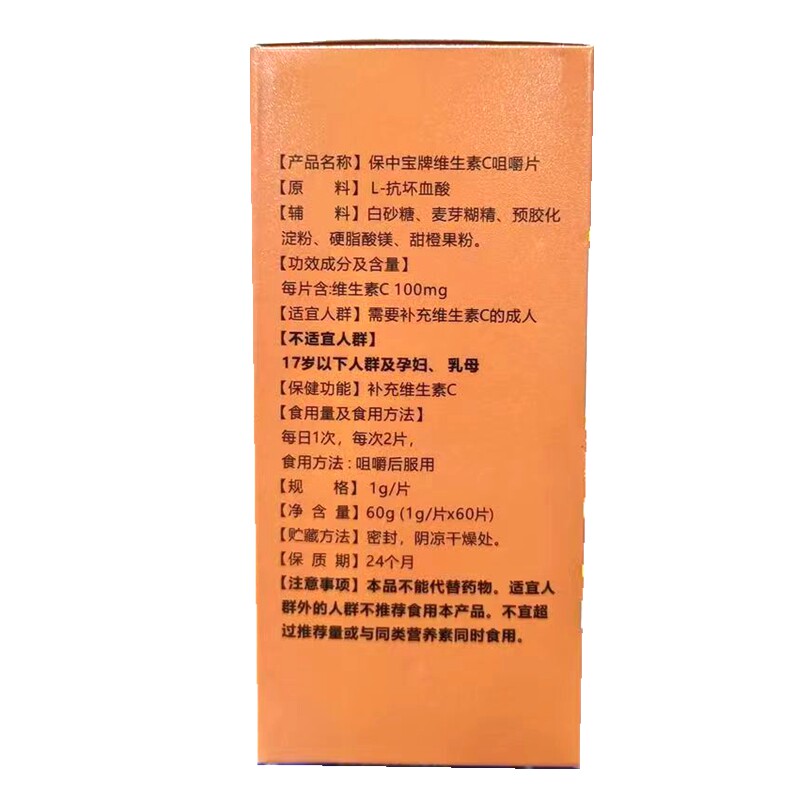 【产品名称】保中宝牌维生素C咀嚼片
【原 料】L-抗坏血酸
【辅 料】白砂糖、麦芽糊精、预胶化
淀粉、硬脂酸镁、甜橙果粉。
【功效成分及含量】
每片含:维生素C 100mg
【适宜人群】需要补充维生素C的成人
【不适宜人群】
17岁以下人群及孕妇、乳母
【保健功能】补充维生素C
【食用量及食用方法】
每日1次，每次2片，
食用方法：咀嚼后服用
【规 格】1g/片
【净 含 量】60g (1g/片x60片)
【贮藏方法】密封，阴凉干燥处。
【保 质 期】24个月
【注意事项】本品不能代替药物。适宜人
群外的人群不推荐食用本产品。不宜超
过推荐量或与同类营养素同时食用。